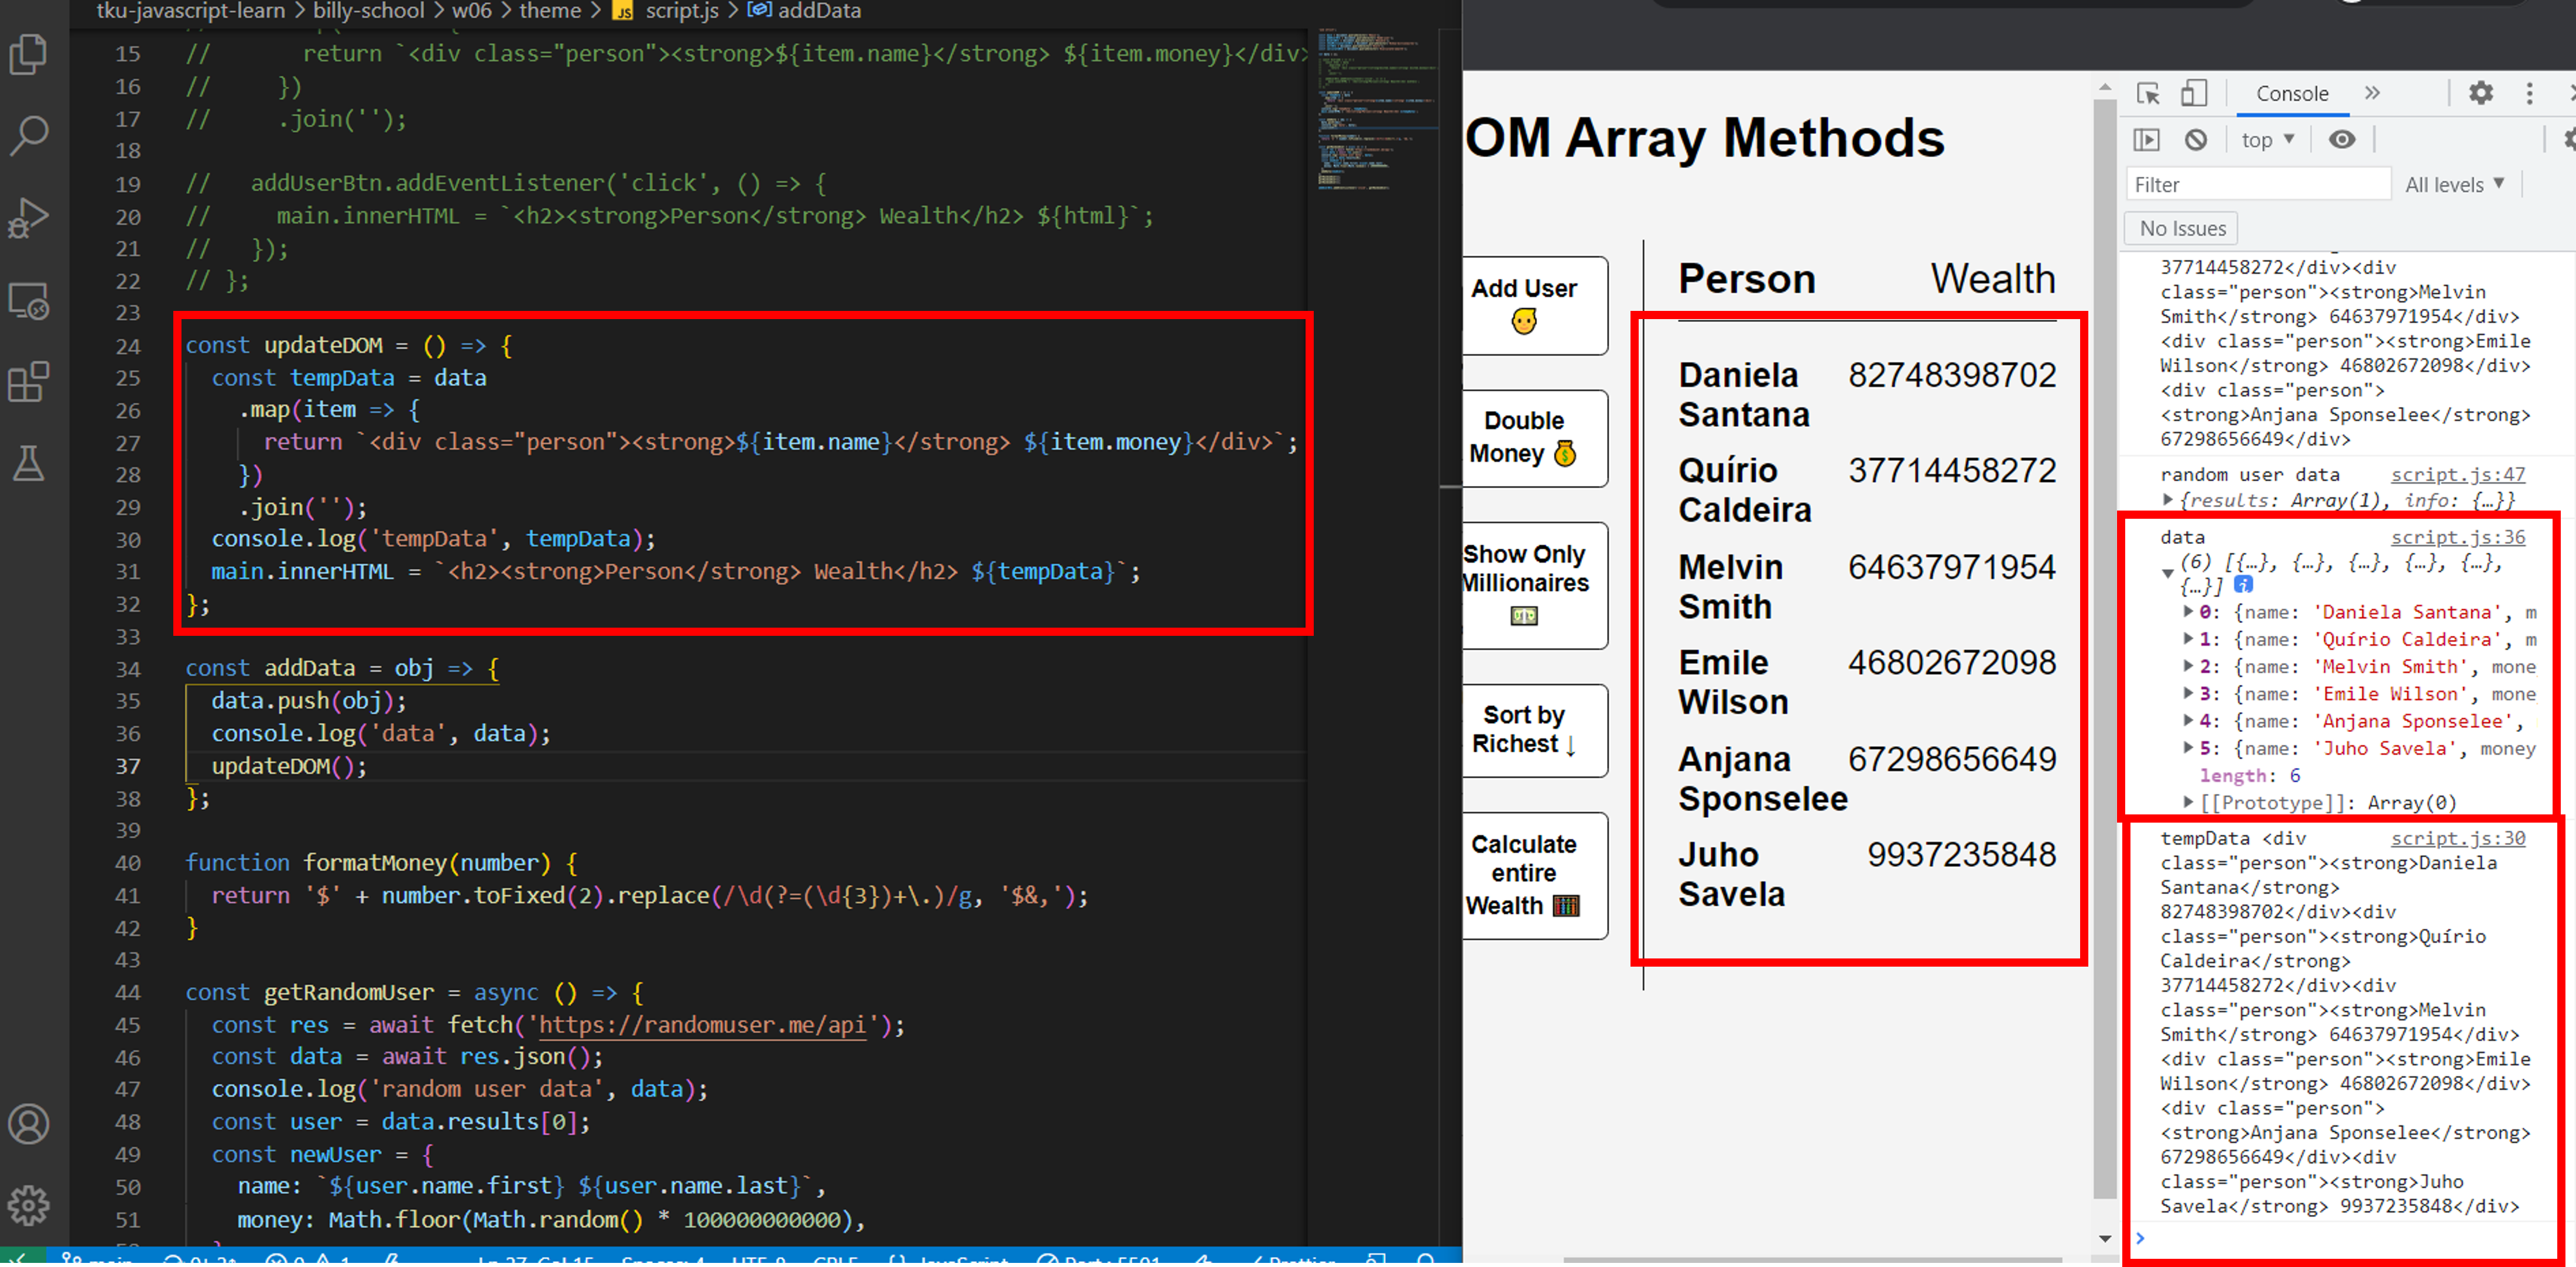 tku-javascript-learn > billy-school > w06 > theme > JS script.js > addData
15 // return `<div class="person"><strong>${item.name}</strong> ${item.money}</div>
16 // })
17 // .join('');
18
19 // addUserBtn.addEventListener('click', () => {
20 // main.innerHTML = `<h2><strong>Person</strong> Wealth</h2> ${html}`;
21 // });
22 // };
23
24 const updateDOM = () => {
25 const tempData = data
26 .map(item => {
27 return `<div class="person"><strong>${item.name}</strong> ${item.money}</div>`;
28 })
29 .join('');
30 console.log('tempData', tempData);
31 main.innerHTML = `<h2><strong>Person</strong> Wealth</h2> ${tempData}`;
32 };
33
34 const addData = obj => {
35 data.push(obj);
36 console.log('data', data);
37 updateDOM();
38 };
39
40 function formatMoney(number) {
41 return '$' + number.toFixed(2).replace(/\d(?=(\d{3})+\.)/g, '$&,');
42 }
43
44 const getRandomUser = async () => {
45 const res = await fetch('https://randomuser.me/api');
46 const data = await res.json();
47 console.log('random user data', data);
48 const user = data.results[0];
49 const newUser = {
50 name: `${user.name.first} ${user.name.last}`,
51 money: Math.floor(Math.random() * 100000000000),
OM Array Methods
Add User
Double
Money
Show Only
Millionaires
Sort by
Richest ↓
Calculate
entire
Wealth
Person Wealth
Daniela 82748398702
Santana
Quírio 37714458272
Caldeira
Melvin 64637971954
Smith
Emile 46802672098
Wilson
Anjana 67298656649
Sponselee
Juho 9937235848
Savela
Console »
top ▼
Filter All levels ▼
No Issues
37714458272</div><div
class="person"><strong>Melvin
Smith</strong> 64637971954</div>
<div class="person"><strong>Emile
Wilson</strong> 46802672098</div>
<div class="person">
<strong>Anjana Sponselee</strong>
67298656649</div>
random user data script.js:47
▶ {results: Array(1), info: {…}}
data script.js:36
(6) [{…}, {…}, {…}, {…}, {…},
▼ {…}] i
▶ 0: {name: 'Daniela Santana', m
▶ 1: {name: 'Quírio Caldeira', m
▶ 2: {name: 'Melvin Smith', mone
▶ 3: {name: 'Emile Wilson', mone
▶ 4: {name: 'Anjana Sponselee',
▶ 5: {name: 'Juho Savela', money
length: 6
▶ [[Prototype]]: Array(0)
tempData <div script.js:30
class="person"><strong>Daniela
Santana</strong>
82748398702</div><div
class="person"><strong>Quírio
Caldeira</strong>
37714458272</div><div
class="person"><strong>Melvin
Smith</strong> 64637971954</div>
<div class="person"><strong>Emile
Wilson</strong> 46802672098</div>
<div class="person">
<strong>Anjana Sponselee</strong>
67298656649</div><div
class="person"><strong>Juho
Savela</strong> 9937235848</div>
>